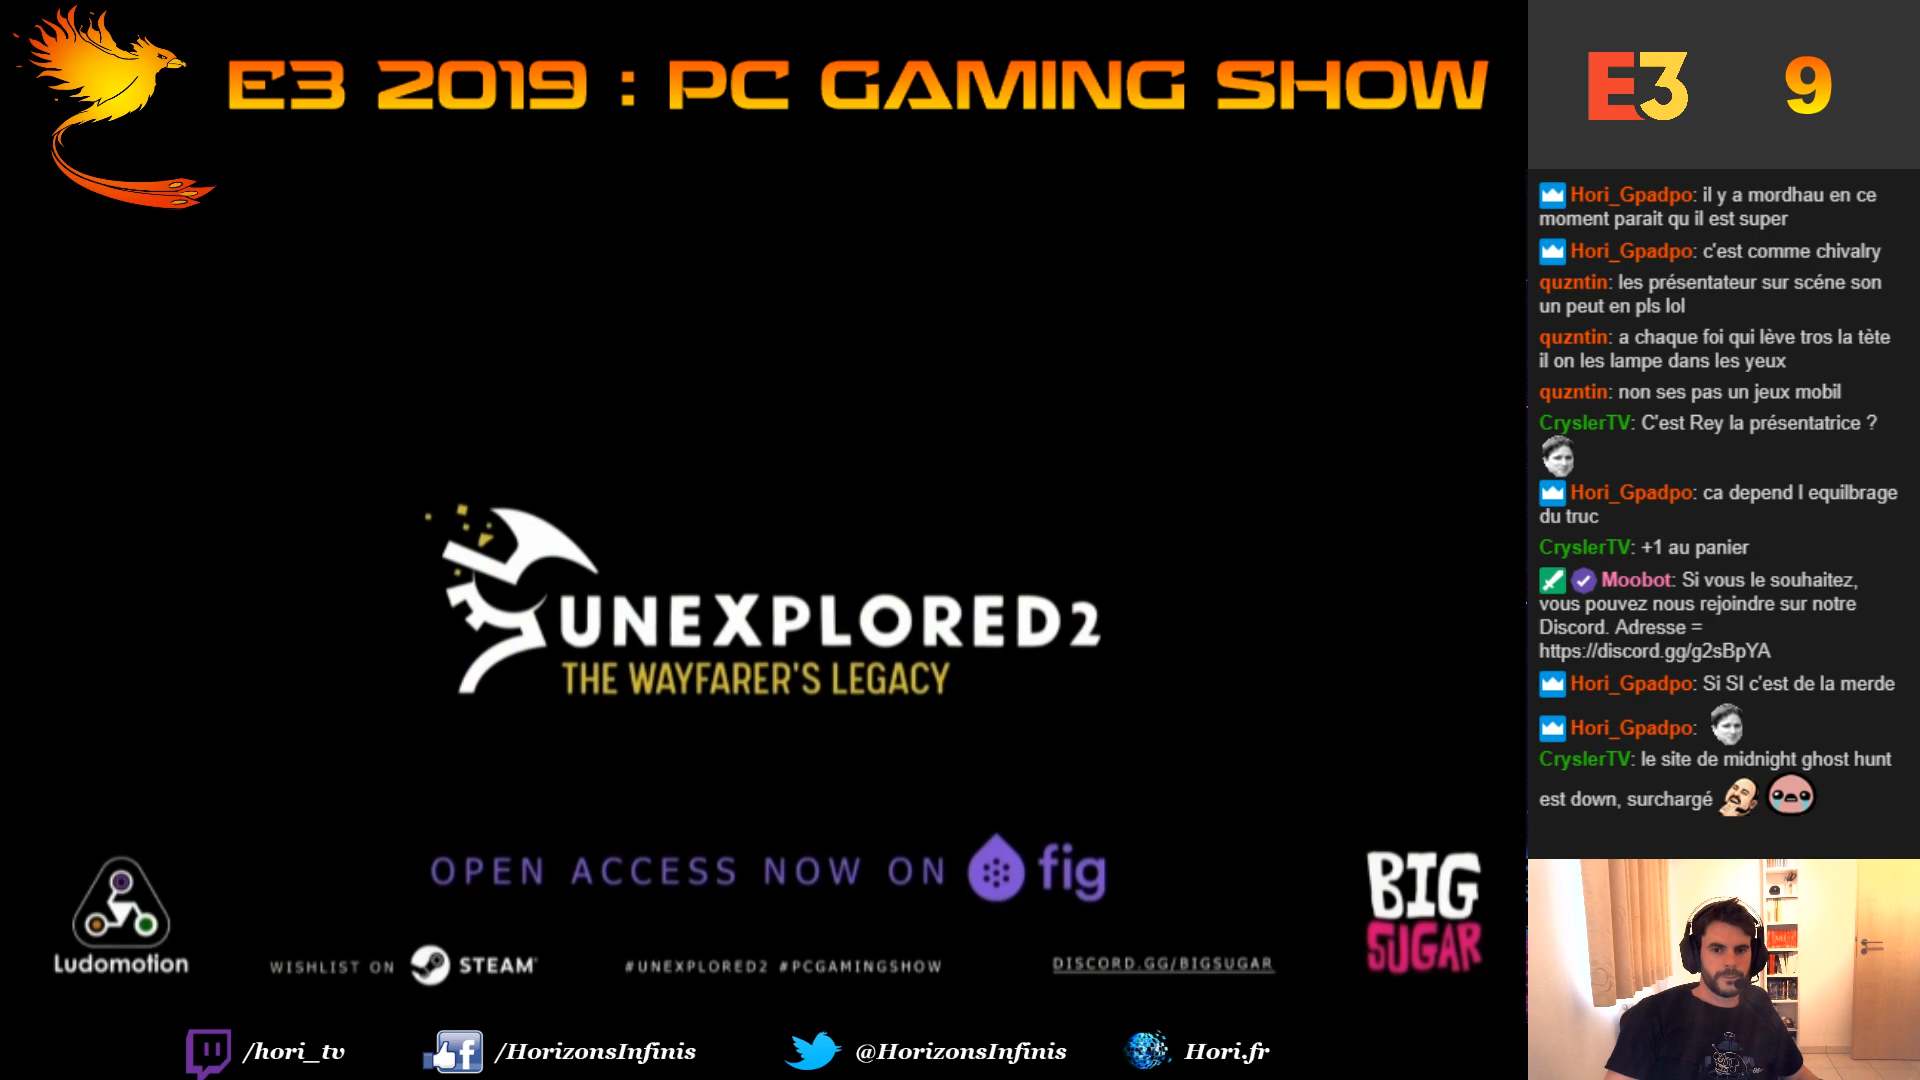 E3 2019 : PC GAMING SHOW
E3 9
Hori_Gpadpo: il y a mordhau en ce
moment parait qu il est super
Hori_Gpadpo: c'est comme chivalry
quzntin: les présentateur sur scéne son
un peut en pls lol
quzntin: a chaque foi qui lève tros la tète
il on les lampe dans les yeux
quzntin: non ses pas un jeux mobil
CryslerTV: C'est Rey la présentatrice ?
Hori_Gpadpo: ca depend l equilbrage
du truc
CryslerTV: +1 au panier
Moobot: Si vous le souhaitez,
vous pouvez nous rejoindre sur notre
Discord. Adresse =
https://discord.gg/g2sBpYA
Hori_Gpadpo: Si SI c'est de la merde
Hori_Gpadpo:
CryslerTV: le site de midnight ghost hunt
est down, surchargé
UNEXPLORED2
THE WAYFARER'S LEGACY
OPEN ACCESS NOW ON fig
BIG
SUGAR
Ludomotion
WISHLIST ON STEAM
#UNEXPLORED2 #PCGAMINGSHOW
DISCORD.GG/BIGSUGAR
/hori_tv
/HorizonsInfinis
@HorizonsInfinis
Hori.fr